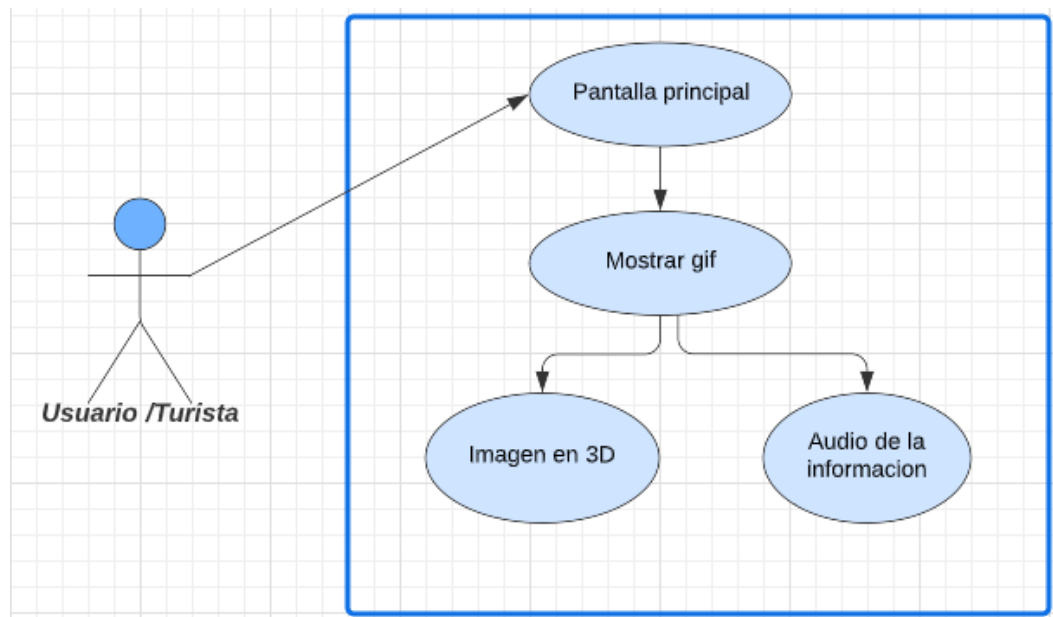 Pantalla principal
Mostrar gif
Usuario /Turista
Imagen en 3D
Audio de la
informacion